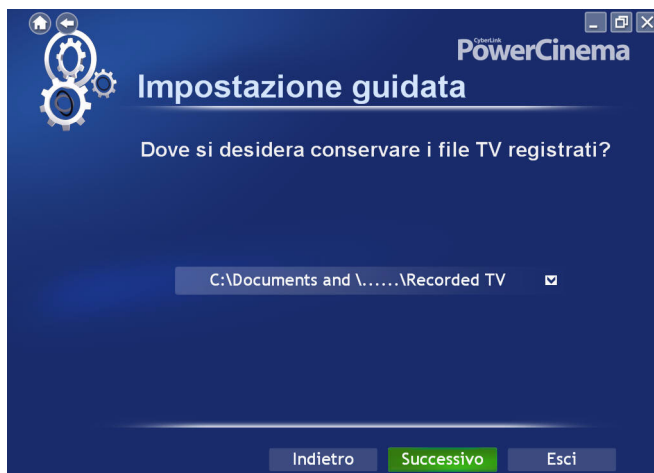 CyberLink
PowerCinema
Impostazione guidata
Dove si desidera conservare i file TV registrati?
C:\Documents and \......\Recorded TV
Indietro
Successivo
Esci